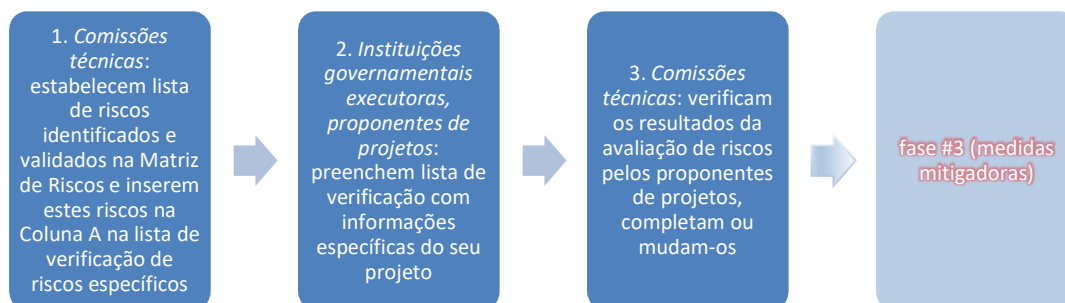 1. Comissões
técnicas:
estabelecem lista
de riscos
identificados e
validados na Matriz
de Riscos e inserem
estes riscos na
Coluna A na lista de
verificação de
riscos específicos
2. Instituições
governamentais
executoras,
proponentes de
projetos:
preenchem lista de
verificação com
informações
específicas do seu
projeto
3. Comissões
técnicas: verificam
os resultados da
avaliação de riscos
pelos proponentes
de projetos,
completam ou
mudam-os
fase #3 (medidas
mitigadoras)